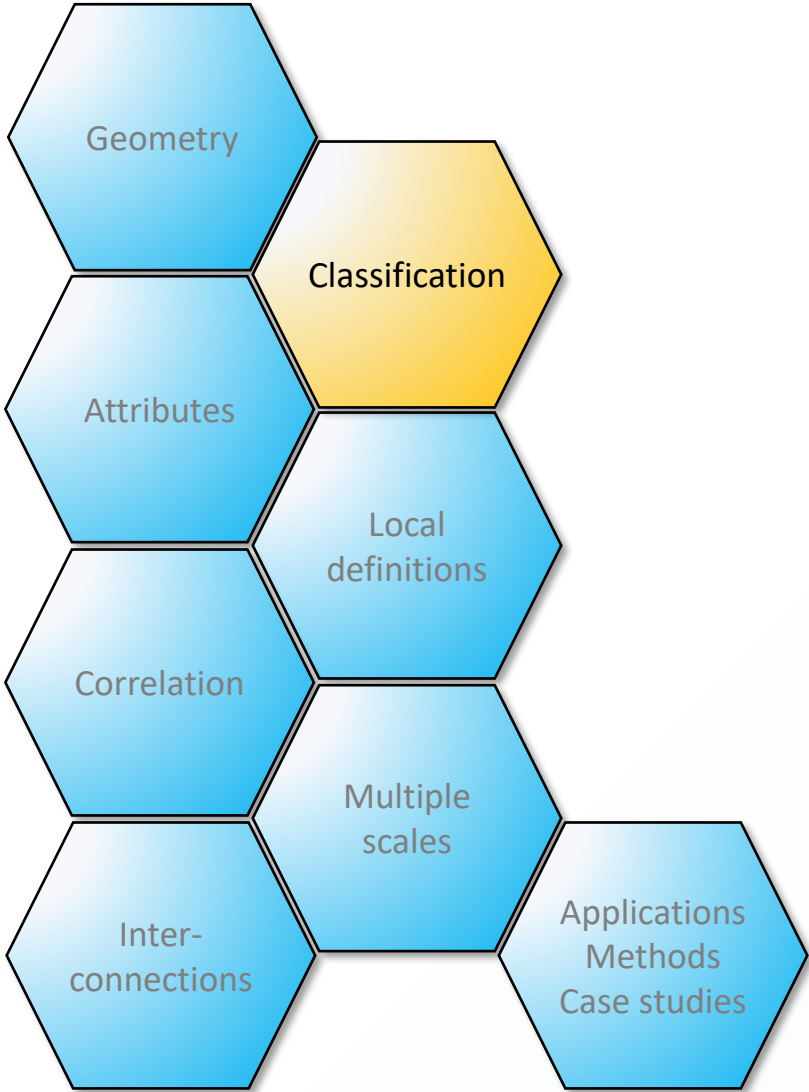 Geometry
Classification
Attributes
Local
definitions
Correlation
Multiple
scales
Inter-
connections
Applications
Methods
Case studies